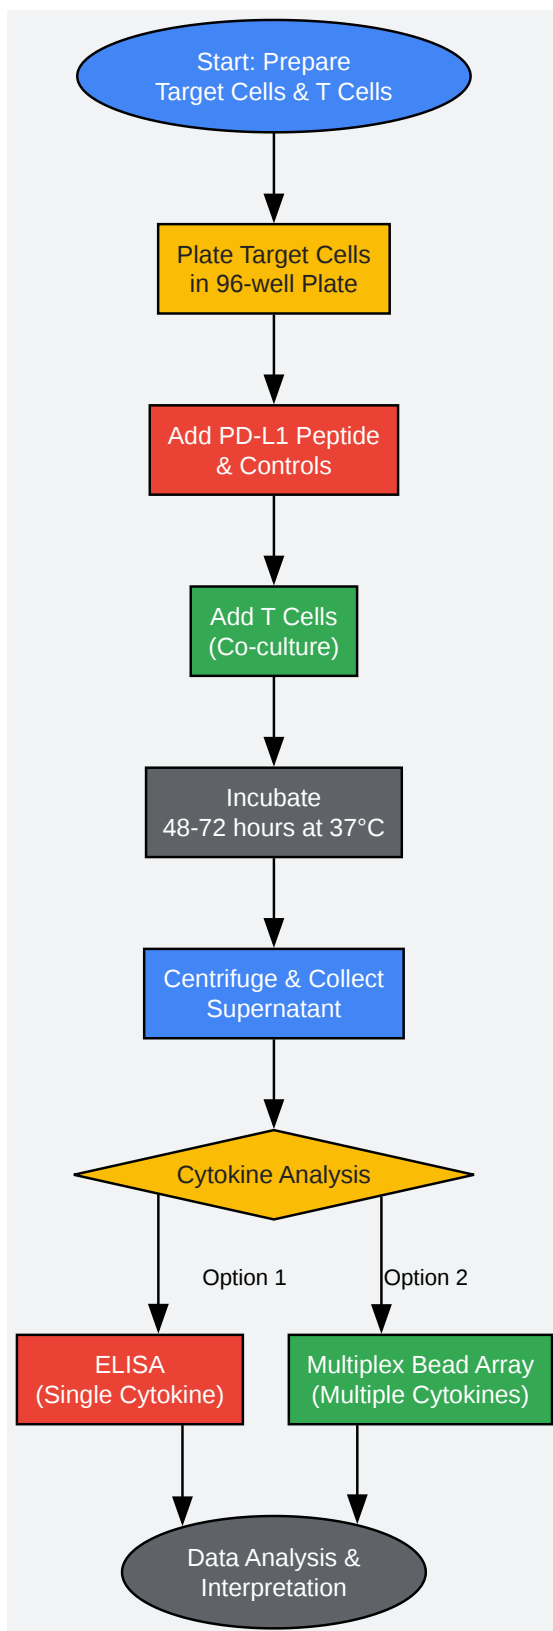 Start: Prepare
Target Cells & T Cells
Plate Target Cells
in 96-well Plate
Add PD-L1 Peptide
& Controls
Add T Cells
(Co-culture)
Incubate
48-72 hours at 37°C
Centrifuge & Collect
Supernatant
Cytokine Analysis
Option 1
Option 2
ELISA
(Single Cytokine)
Multiplex Bead Array
(Multiple Cytokines)
Data Analysis &
Interpretation